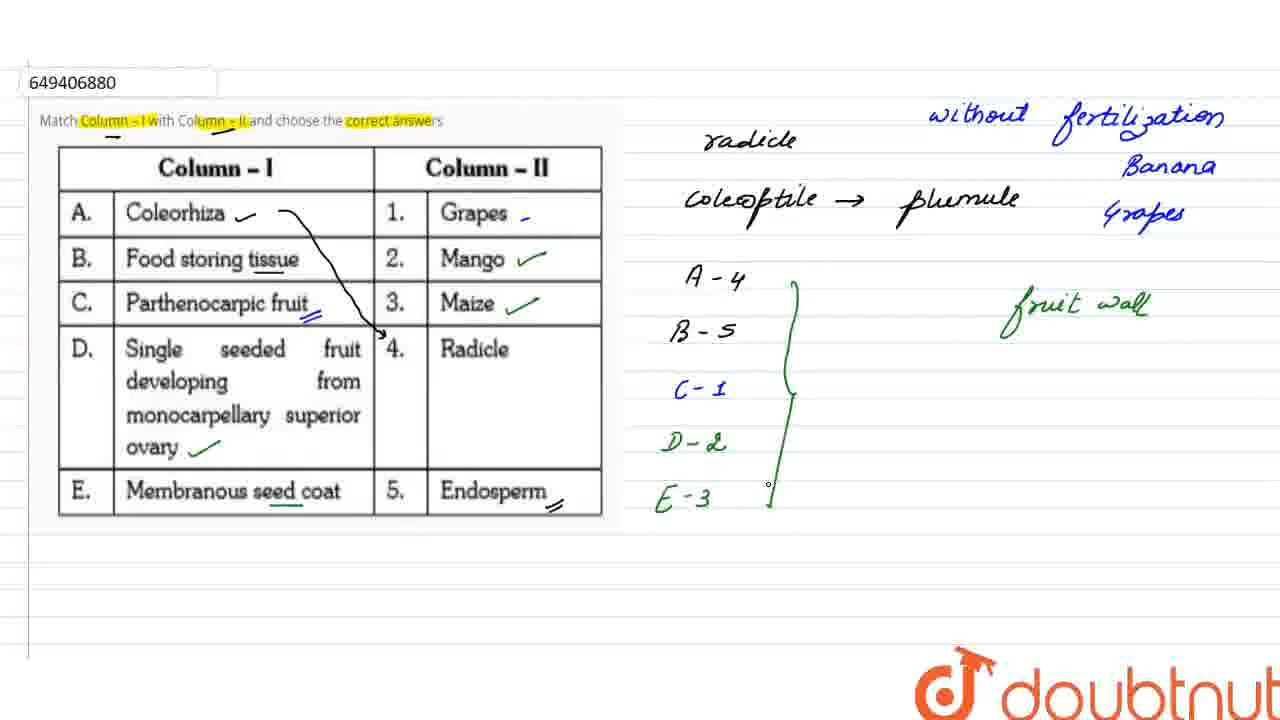 649406880
Match Column – I with Column – II and choose the correct answers
Column – I Column – II
A. Coleorhiza 1. Grapes
B. Food storing tissue 2. Mango
C. Parthenocarpic fruit 3. Maize
D. Single seeded fruit 4. Radicle
developing from
monocarpellary superior
ovary
E. Membranous seed coat 5. Endosperm
radicle
coleoptile → plumule
without fertilization
Banana
Grapes
A - 4
B - 5
C - 1
D - 2
E - 3
fruit wall
doubtnut